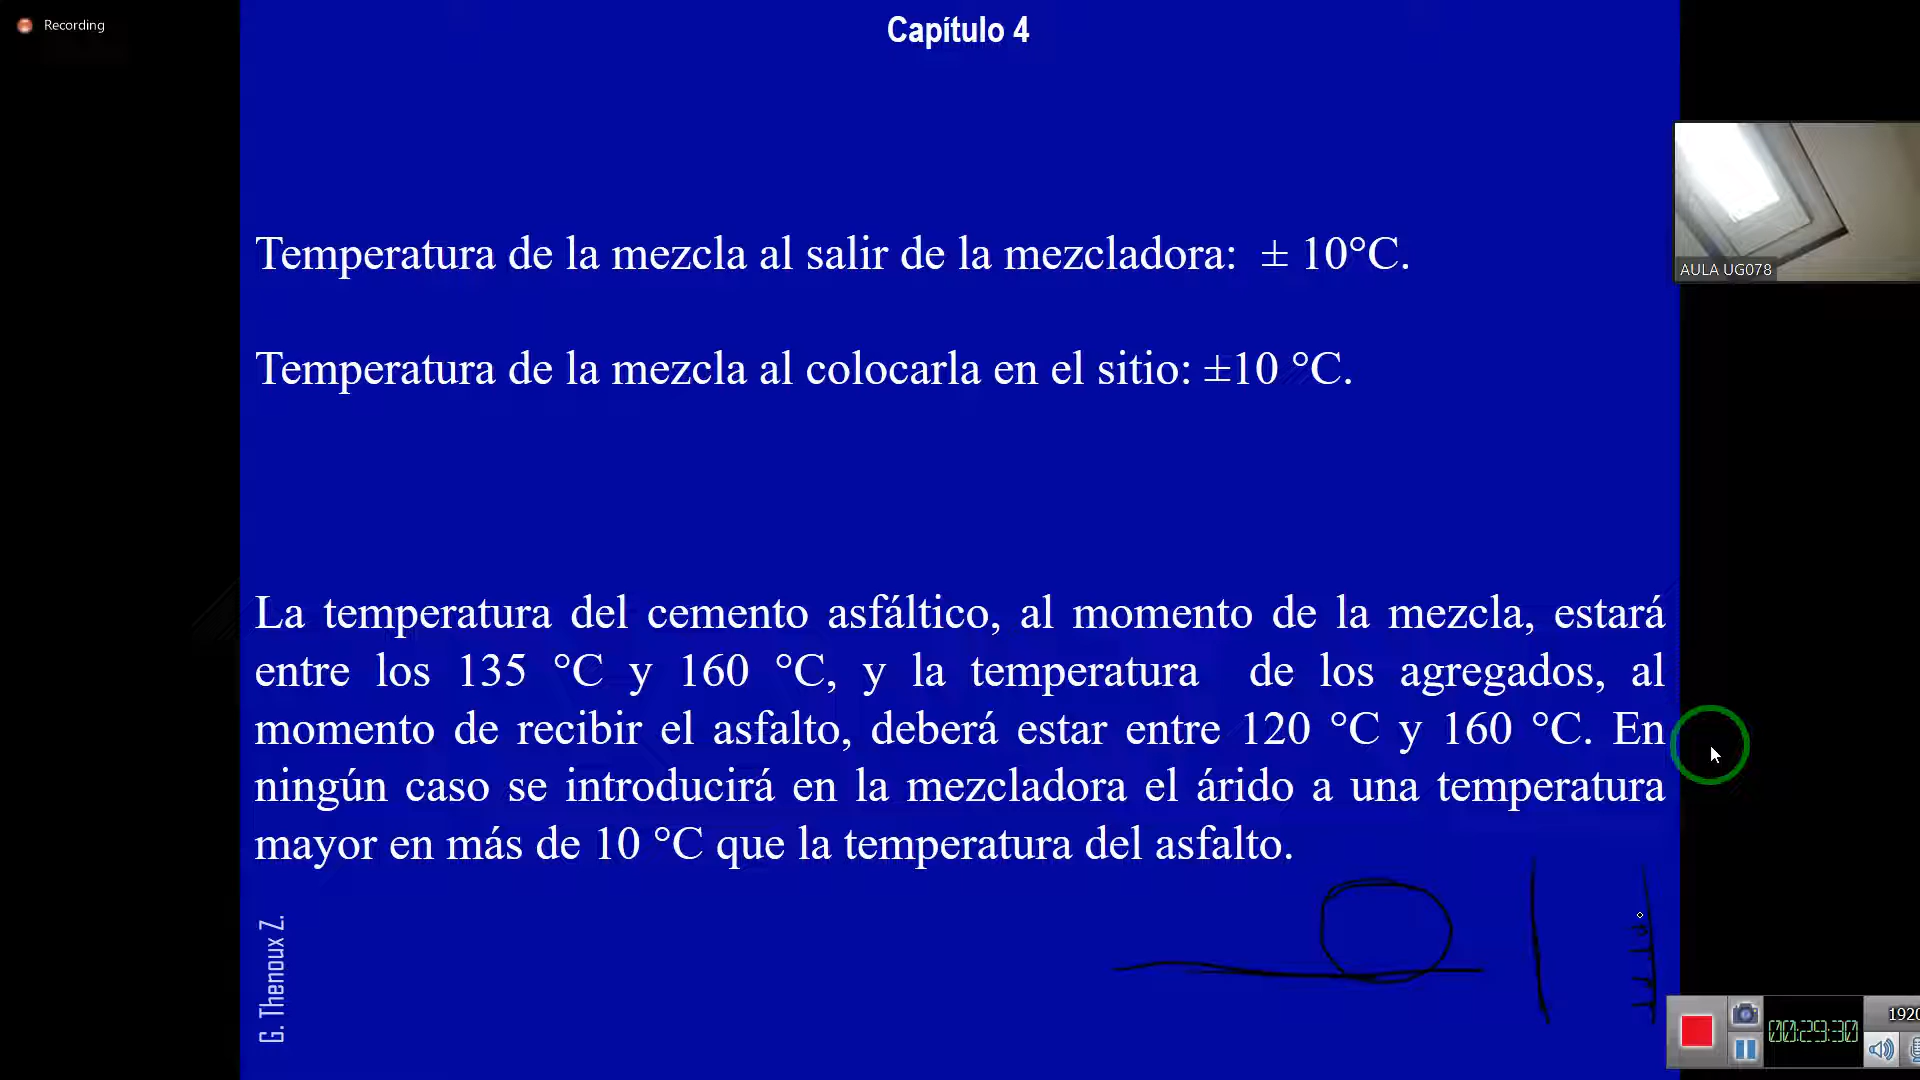 Recording
Capítulo 4
Temperatura de la mezcla al salir de la mezcladora: ± 10°C.
AULA UG078
Temperatura de la mezcla al colocarla en el sitio: ±10 °C.
La temperatura del cemento asfáltico, al momento de la mezcla, estará
entre los 135 °C y 160 °C, y la temperatura de los agregados, al
momento de recibir el asfalto, deberá estar entre 120 °C y 160 °C. En
ningún caso se introducirá en la mezcladora el árido a una temperatura
mayor en más de 10 °C que la temperatura del asfalto.
G. Thenoux Z.
00:29:30
1920